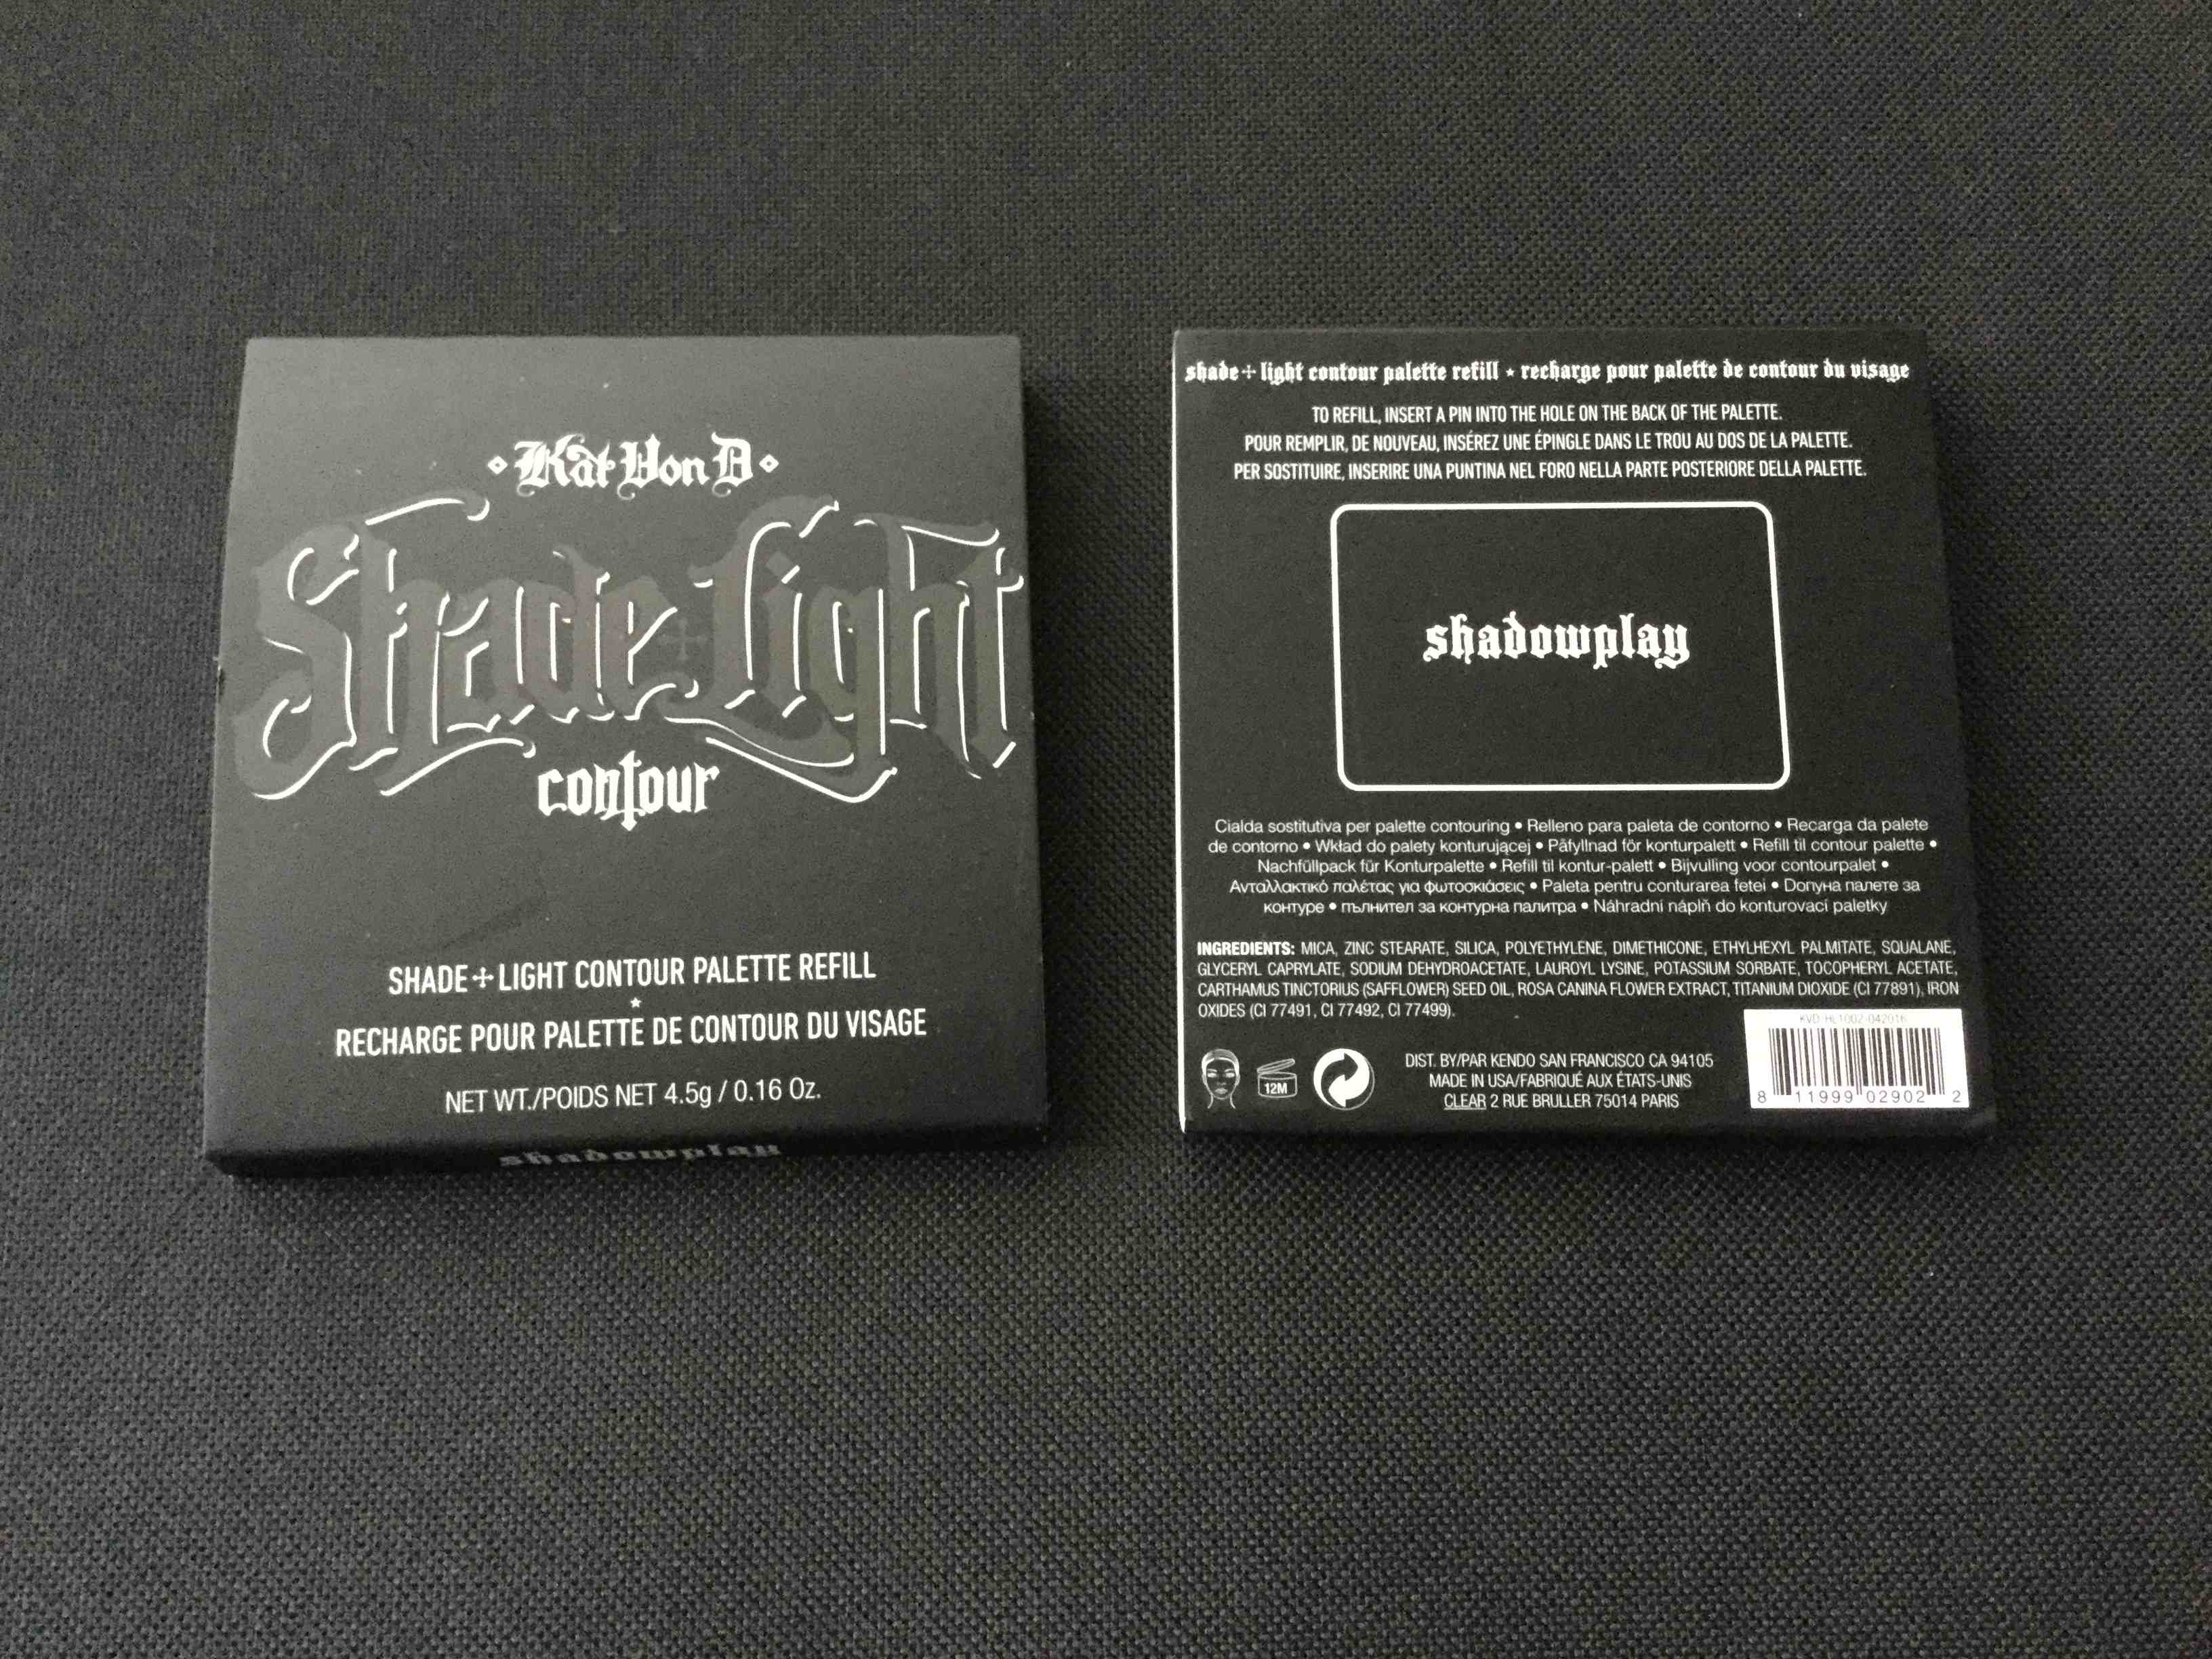 Kat Von D
Shade + Light
contour
SHADE + LIGHT CONTOUR PALETTE REFILL
RECHARGE POUR PALETTE DE CONTOUR DU VISAGE
NET WT./POIDS NET 4.5g / 0.16 Oz.
shadowplay
shade + light contour palette refill ★ recharge pour palette de contour du visage
TO REFILL, INSERT A PIN INTO THE HOLE ON THE BACK OF THE PALETTE.
POUR REMPLIR, DE NOUVEAU, INSÉREZ UNE ÉPINGLE DANS LE TROU AU DOS DE LA PALETTE.
PER SOSTITUIRE, INSERIRE UNA PUNTINA NEL FORO NELLA PARTE POSTERIORE DELLA PALETTE.
shadowplay
Cialda sostitutiva per palette contouring • Relleno para paleta de contorno • Recarga da palete
de contorno • Wkład do palety konturującej • Påfyllnad för konturpalett • Refill til contour palette •
Nachfüllpack für Konturpalette • Refill til kontur-palett • Bijvulling voor contourpalet •
Ανταλλακτικό παλέτας για φωτοσκιάσεις • Paleta pentru conturarea fetei • Допуна палете за
контуре • пълнител за контурна палитра • Náhradní náplň do konturovací paletky
INGREDIENTS: MICA, ZINC STEARATE, SILICA, POLYETHYLENE, DIMETHICONE, ETHYLHEXYL PALMITATE, SQUALANE,
GLYCERYL CAPRYLATE, SODIUM DEHYDROACETATE, LAUROYL LYSINE, POTASSIUM SORBATE, TOCOPHERYL ACETATE,
CARTHAMUS TINCTORIUS (SAFFLOWER) SEED OIL, ROSA CANINA FLOWER EXTRACT, TITANIUM DIOXIDE (CI 77891), IRON
OXIDES (CI 77491, CI 77492, CI 77499).
12M
DIST. BY/PAR KENDO SAN FRANCISCO CA 94105
MADE IN USA/FABRIQUÉ AUX ÉTATS-UNIS
CLEAR 2 RUE BRULLER 75014 PARIS
KVD-HL1002-042016
8 11999 02902 2